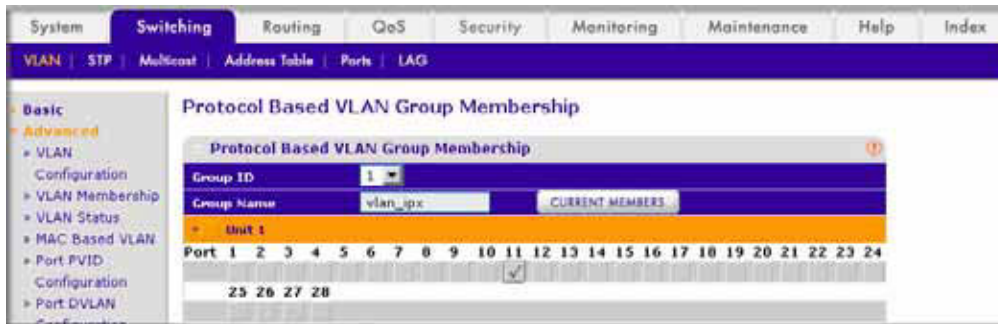 System Switching Routing QoS Security Monitoring Maintenance Help Index
VLAN STP Multicast Address Table Ports LAG
Basic
Advanced
VLAN
Configuration
VLAN Membership
VLAN Status
MAC Based VLAN
Port PVID
Configuration
Port DVLAN
Configuration
Protocol Based VLAN Group Membership
Protocol Based VLAN Group Membership
Group ID 1
Group Name vlan_ipx CURRENT MEMBERS
Unit 1
Port 1 2 3 4 5 6 7 8 9 10 11 12 13 14 15 16 17 18 19 20 21 22 23 24
25 26 27 28